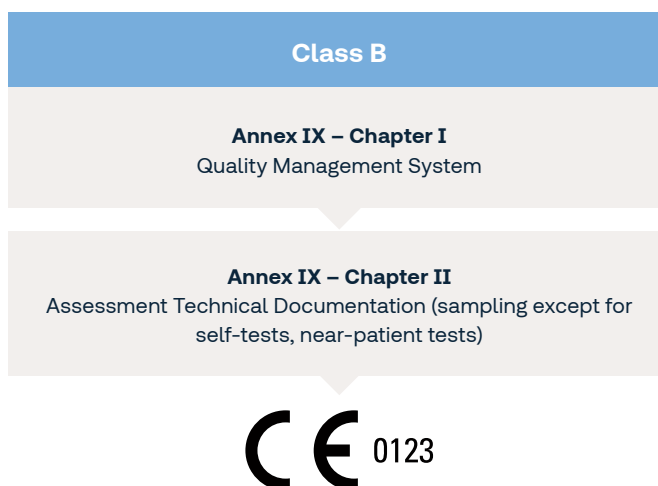 Class B
Annex IX – Chapter I
Quality Management System
Annex IX – Chapter II
Assessment Technical Documentation (sampling except for
self-tests, near-patient tests)
CE 0123